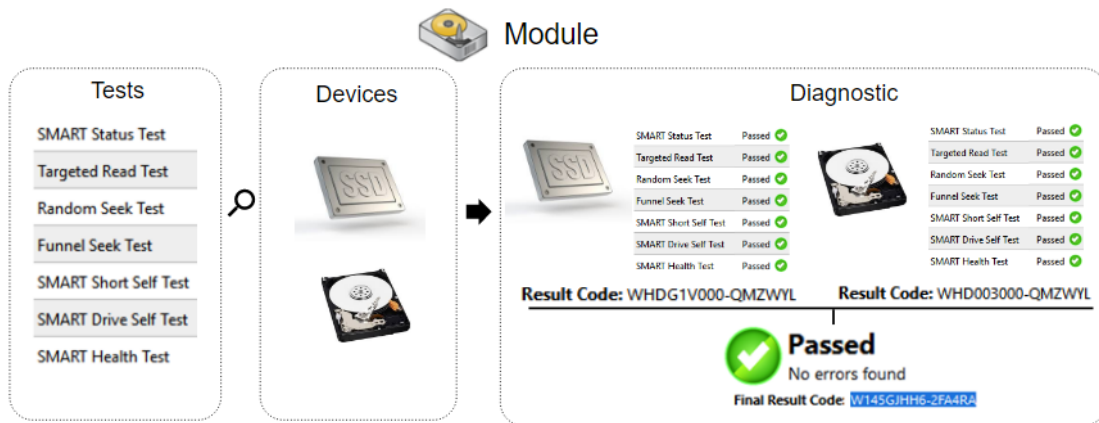 Module
Tests
SMART Status Test
Targeted Read Test
Random Seek Test
Funnel Seek Test
SMART Short Self Test
SMART Drive Self Test
SMART Health Test
Devices
SSD
Diagnostic
SSD
SMART Status Test Passed
Targeted Read Test Passed
Random Seek Test Passed
Funnel Seek Test Passed
SMART Short Self Test Passed
SMART Drive Self Test Passed
SMART Health Test Passed
Result Code: WHDG1V000-QMZWYL
SMART Status Test Passed
Targeted Read Test Passed
Random Seek Test Passed
Funnel Seek Test Passed
SMART Short Self Test Passed
SMART Drive Self Test Passed
SMART Health Test Passed
Result Code: WHD003000-QMZWYL
Passed
No errors found
Final Result Code: W145GJHH6-2FA4RA